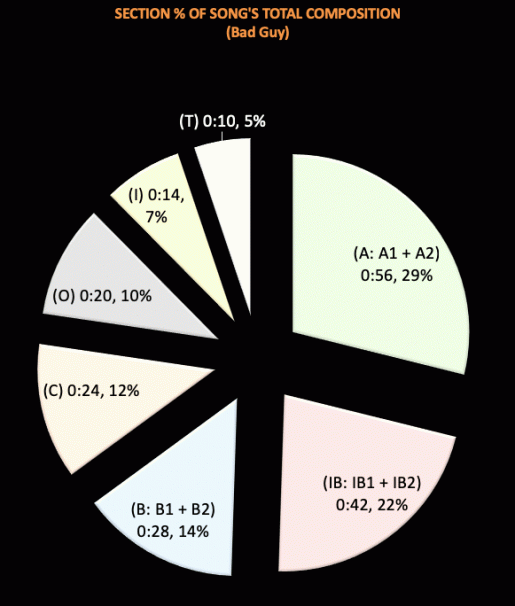 SECTION % OF SONG'S TOTAL COMPOSITION
(Bad Guy)
(T) 0:10, 5%
(I) 0:14,
7%
(A: A1 + A2)
0:56, 29%
(O) 0:20, 10%
(C) 0:24, 12%
(IB: IB1 + IB2)
0:42, 22%
(B: B1 + B2)
0:28, 14%